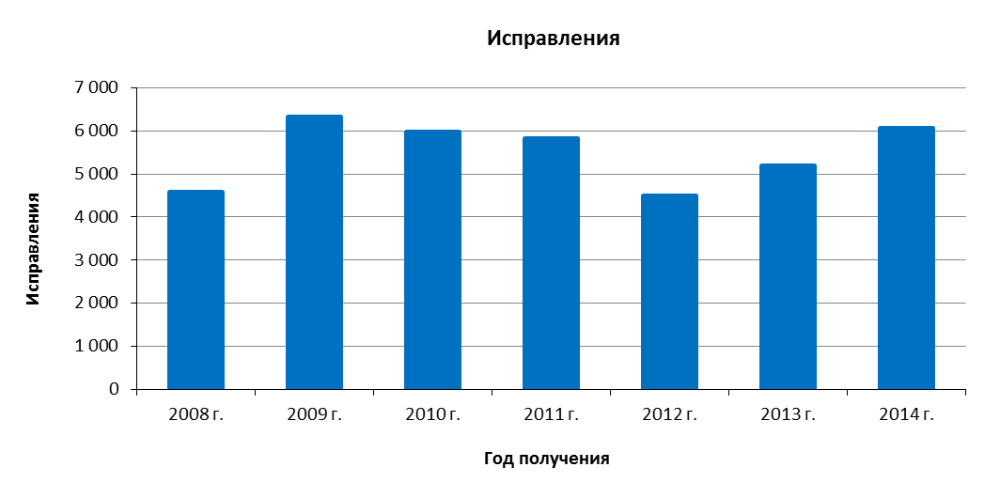 Исправления
7 000
6 000
5 000
4 000
3 000
2 000
1 000
0
Исправления
2008 г. 2009 г. 2010 г. 2011 г. 2012 г. 2013 г. 2014 г.
Год получения